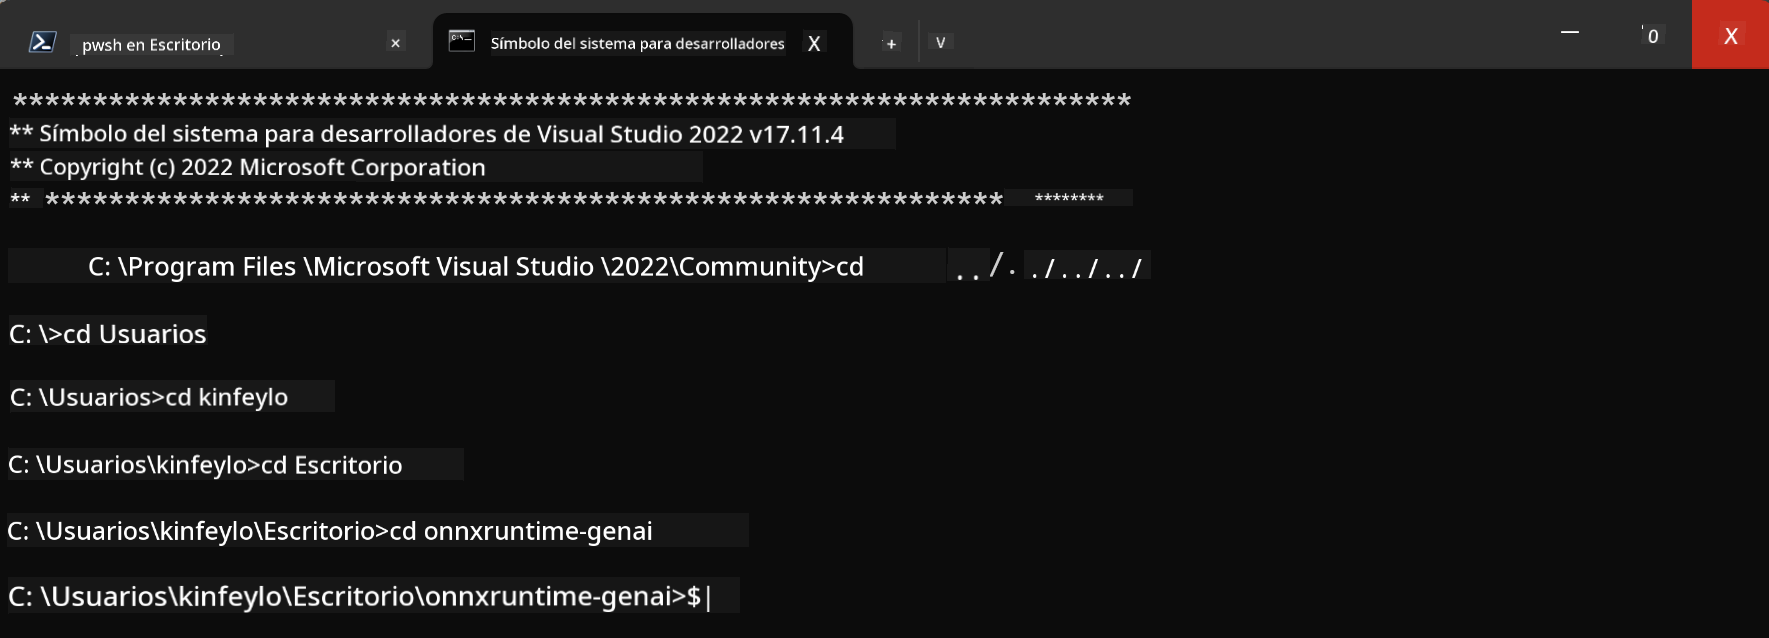 pwsh en Escritorio × Símbolo del sistema para desarrolladores X + V — 0 X
**********************************************************************
** Símbolo del sistema para desarrolladores de Visual Studio 2022 v17.11.4
** Copyright (c) 2022 Microsoft Corporation
** ************************************************************ ********
C: \Program Files \Microsoft Visual Studio \2022\Community>cd ../../../../
C: \>cd Usuarios
C: \Usuarios>cd kinfeylo
C: \Usuarios\kinfeylo>cd Escritorio
C: \Usuarios\kinfeylo\Escritorio>cd onnxruntime-genai
C: \Usuarios\kinfeylo\Escritorio\onnxruntime-genai>$|